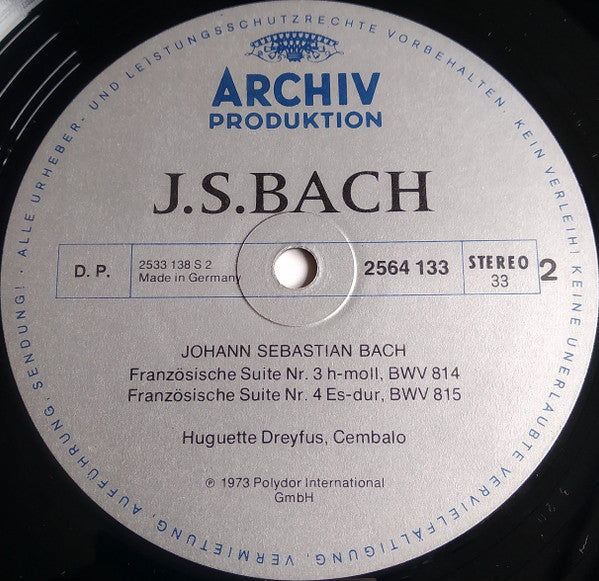 ALLE URHEBER- UND LEISTUNGSSCHUTZRECHTE VORBEHALTEN. KEIN VERLEIH! KEINE UNERLAUBTE VERVIELFÄLTIGUNG, VERMIETUNG, AUFFÜHRUNG, SENDUNG!
ARCHIV
PRODUKTION
J.S.BACH
D. P.
2533 138 S 2
Made in Germany
2564 133
STEREO
33
2
JOHANN SEBASTIAN BACH
Französische Suite Nr. 3 h-moll, BWV 814
Französische Suite Nr. 4 Es-dur, BWV 815
Huguette Dreyfus, Cembalo
℗ 1973 Polydor International
GmbH